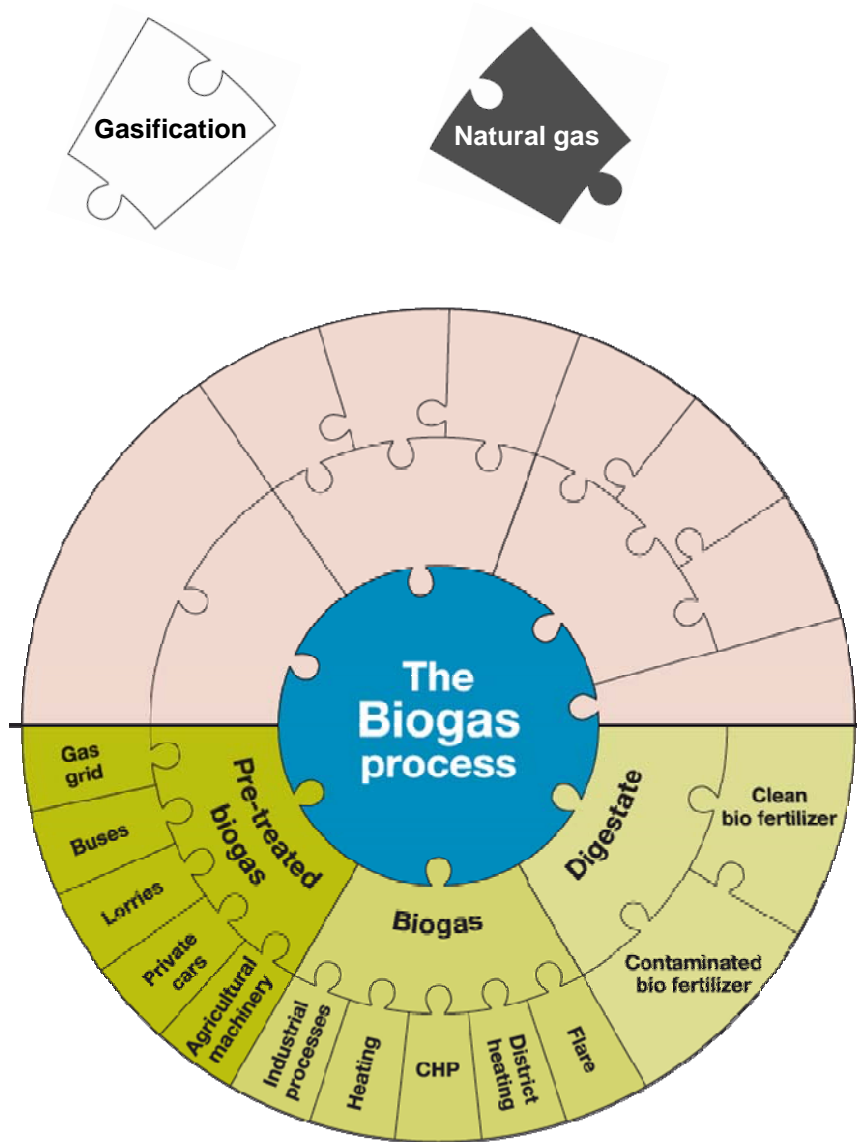 Gasification
Natural gas
The
Biogas
process
Gas
grid
Buses
Lorries
Private
cars
Agricultural
machinery
Pre-treated
biogas
Biogas
Industrial
processes
Heating
CHP
District
heating
Flare
Digestate
Clean
bio fertilizer
Contaminated
bio fertilizer